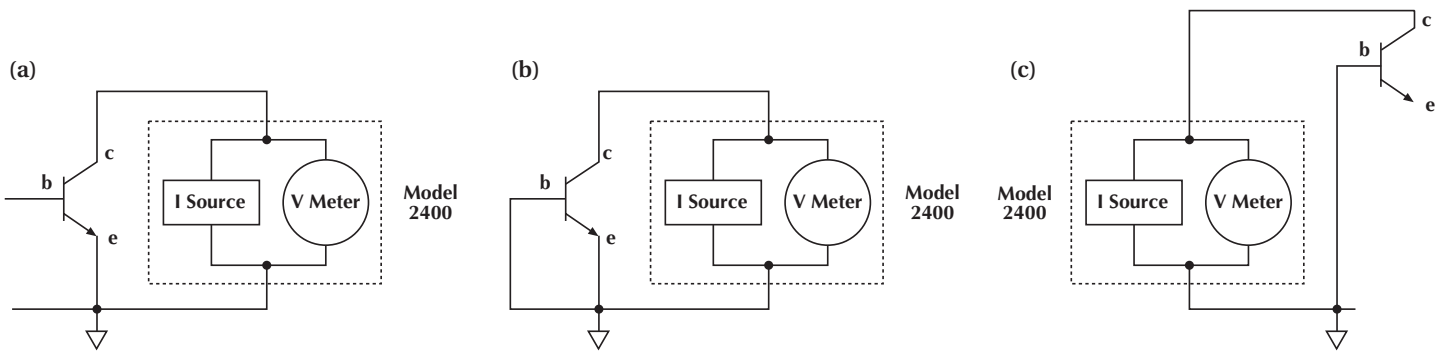 (a)
c
b
e
I Source
V Meter
Model
2400
(b)
c
b
e
I Source
V Meter
Model
2400
(c)
c
b
e
Model
2400
I Source
V Meter